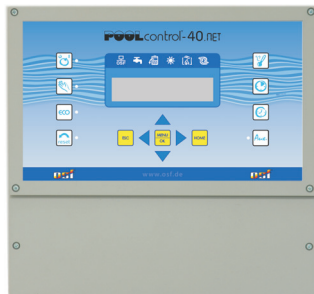 POOLcontrol-40.NET
ECO
ESC
MENU
OK
HOME
www.osf.de
osf
osf